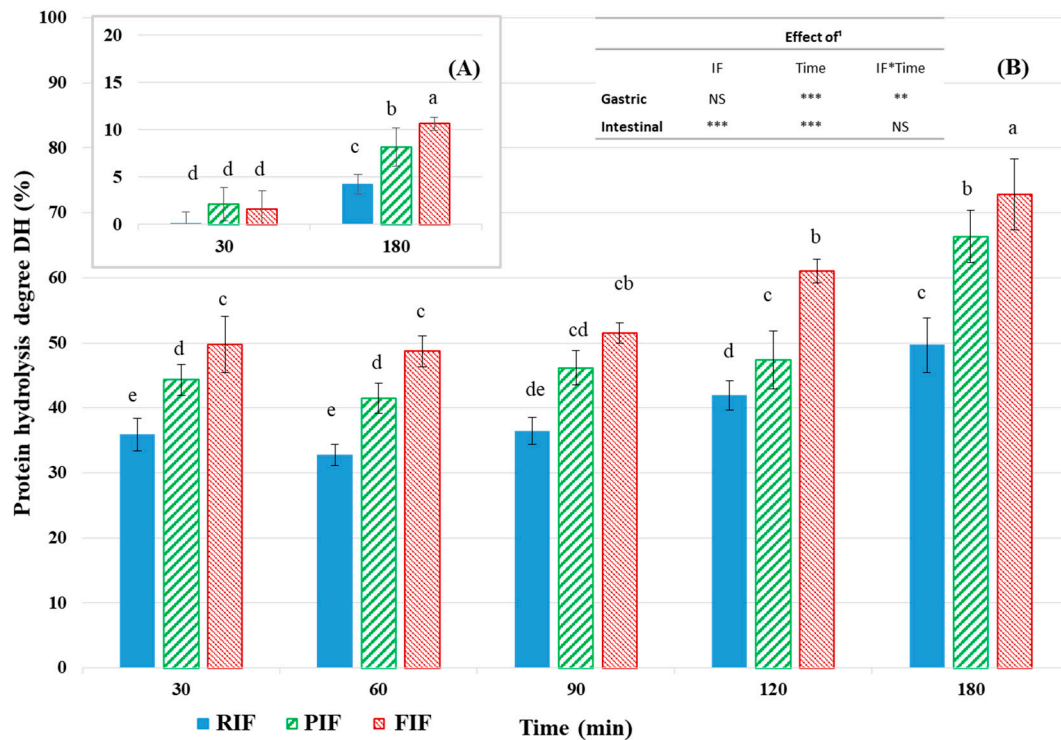 100
90
80
70
60
50
40
30
20
10
0
Protein hydrolysis degree DH (%)
20
15
10
5
0
(A)
d d d
c b a
30 180
Effect of¹
IF Time IF*Time
Gastric NS *** **
Intestinal *** *** NS
(B)
e d c
e d c
de cd cb
d c b
c b a
30 60 90 120 180
RIF PIF FIF
Time (min)